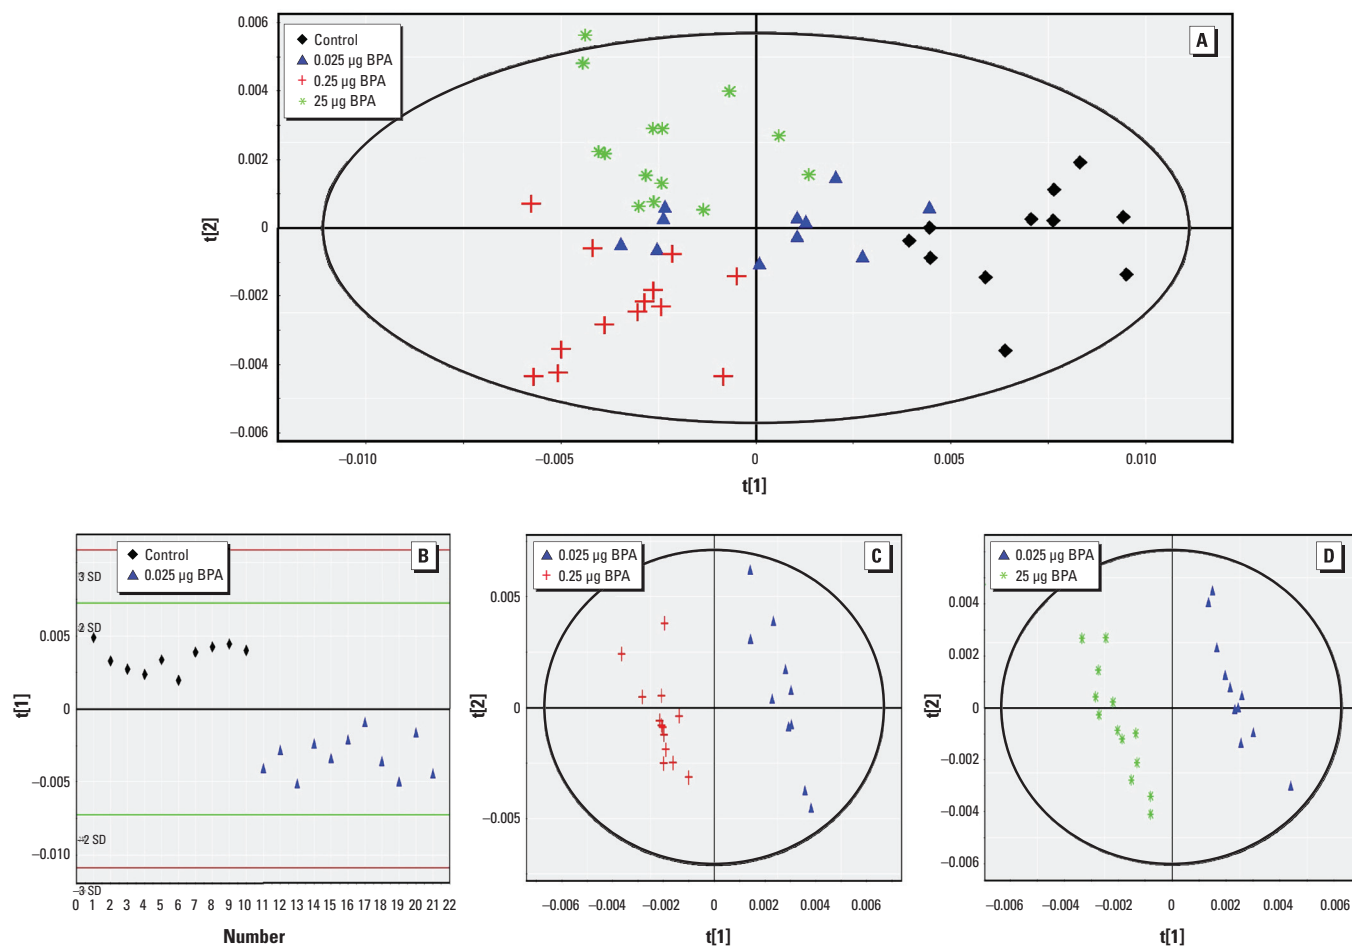 A
Control
0.025 µg BPA
0.25 µg BPA
25 µg BPA
0.006
0.004
0.002
0
−0.002
−0.004
−0.006
t[2]
−0.010 −0.005 0 0.005 0.010
t[1]
B
Control
0.025 µg BPA
3 SD
2 SD
0.005
0
−0.005
−2 SD
−0.010
−3 SD
t[1]
0 1 2 3 4 5 6 7 8 9 10 11 12 13 14 15 16 17 18 19 20 21 22
Number
C
0.025 µg BPA
0.25 µg BPA
0.005
0
−0.005
t[2]
−0.006 −0.004 −0.002 0 0.002 0.004 0.006
t[1]
D
0.025 µg BPA
25 µg BPA
0.004
0.002
0
−0.002
−0.004
−0.006
t[2]
−0.006 −0.004 −0.002 0 0.002 0.004 0.006
t[1]